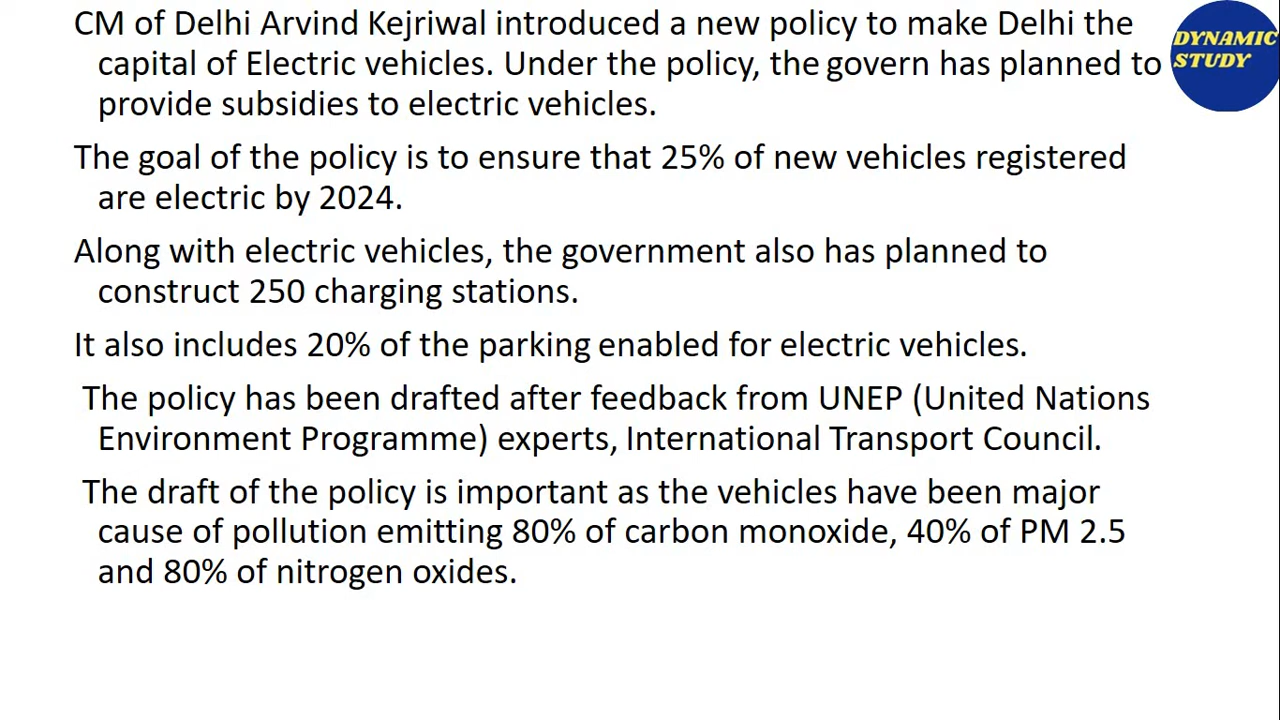 CM of Delhi Arvind Kejriwal introduced a new policy to make Delhi the
capital of Electric vehicles. Under the policy, the govern has planned to
provide subsidies to electric vehicles.
The goal of the policy is to ensure that 25% of new vehicles registered
are electric by 2024.
Along with electric vehicles, the government also has planned to
construct 250 charging stations.
It also includes 20% of the parking enabled for electric vehicles.
The policy has been drafted after feedback from UNEP (United Nations
Environment Programme) experts, International Transport Council.
The draft of the policy is important as the vehicles have been major
cause of pollution emitting 80% of carbon monoxide, 40% of PM 2.5
and 80% of nitrogen oxides.
DYNAMIC
STUDY